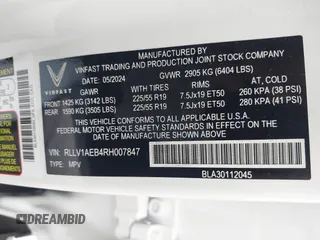 VINFAST
VINFAST TRADING AND PRODUCTION JOINT STOCK COMPANY
05/2024 GVWR 2905 KG (6404 LBS)
GAWR TIRES RIMS AT, COLD
FRONT 1425 KG (3142 LBS) 225/55 R19 7.5Jx19 ET50 260 KPA (38 PSI)
REAR 1590 KG (3505 LBS) 225/55 R19 7.5Jx19 ET50 280 KPA (41 PSI)
THIS VEHICLE CONFORMS TO ALL APPLICABLE U.S.A.
FEDERAL MOTOR VEHICLE SAFETY AND THEFT PREVENTION STANDARDS
IN EFFECT ON THE DATE OF MANUFACTURE SHOWN ABOVE.
VIN: RLLV1AEB4RH007847
TYPE: MPV
BLA30112045
DREAMBID